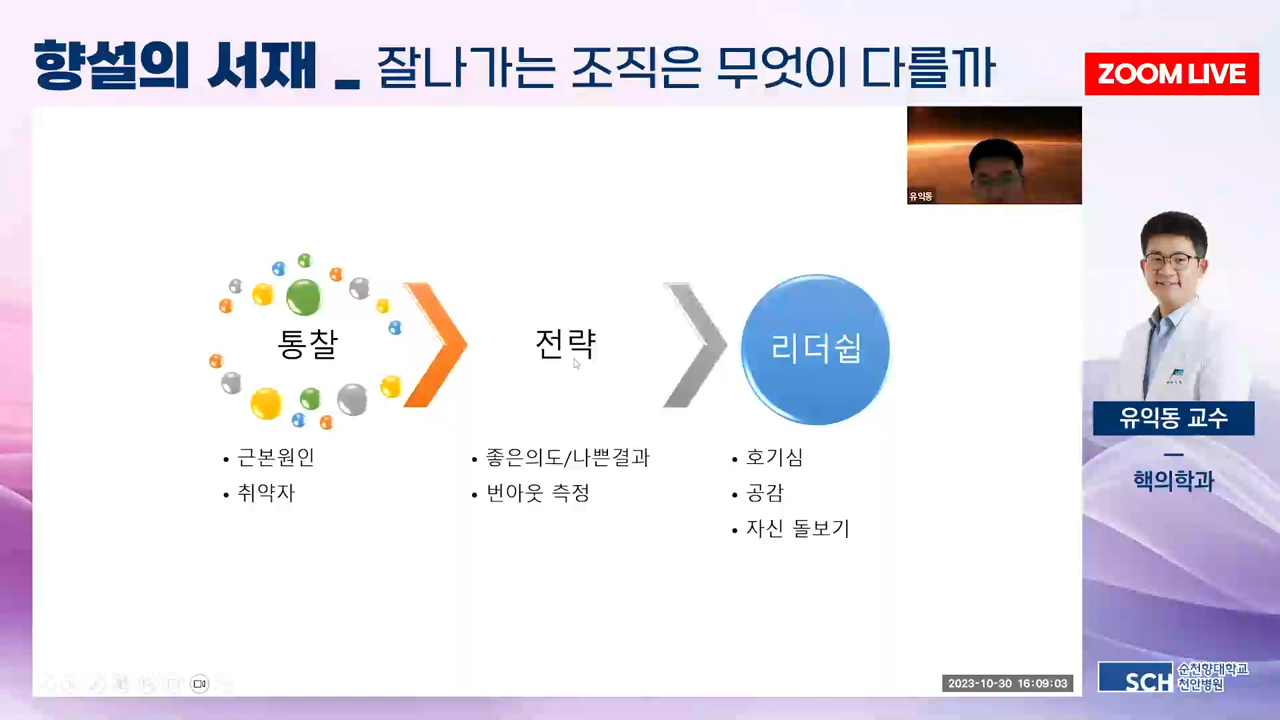 향설의 서재 _ 잘나가는 조직은 무엇이 다를까
ZOOM LIVE
유익동
통찰
전략
리더쉽
• 근본원인
• 취약자
• 좋은의도/나쁜결과
• 번아웃 측정
• 호기심
• 공감
• 자신 돌보기
유익동 교수
핵의학과
2023-10-30 16:09:03
SCH 순천향대학교
천안병원